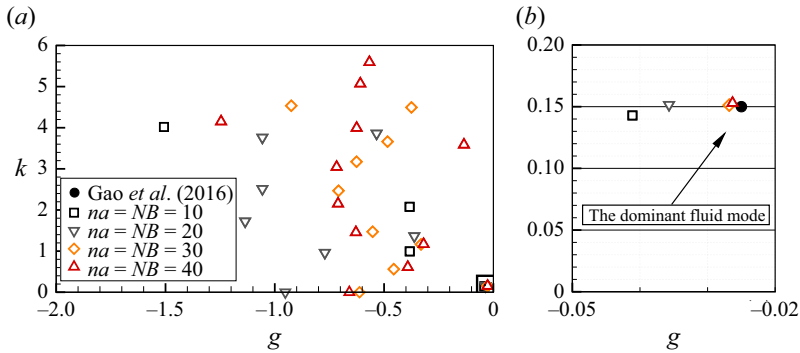 (a)
(b)
6
5
4
3
2
1
0
k
Gao et al. (2016)
na = NB = 10
na = NB = 20
na = NB = 30
na = NB = 40
−2.0
−1.5
−1.0
−0.5
0
g
0.20
0.15
0.10
0.05
0
The dominant fluid mode
−0.05
−0.02
g